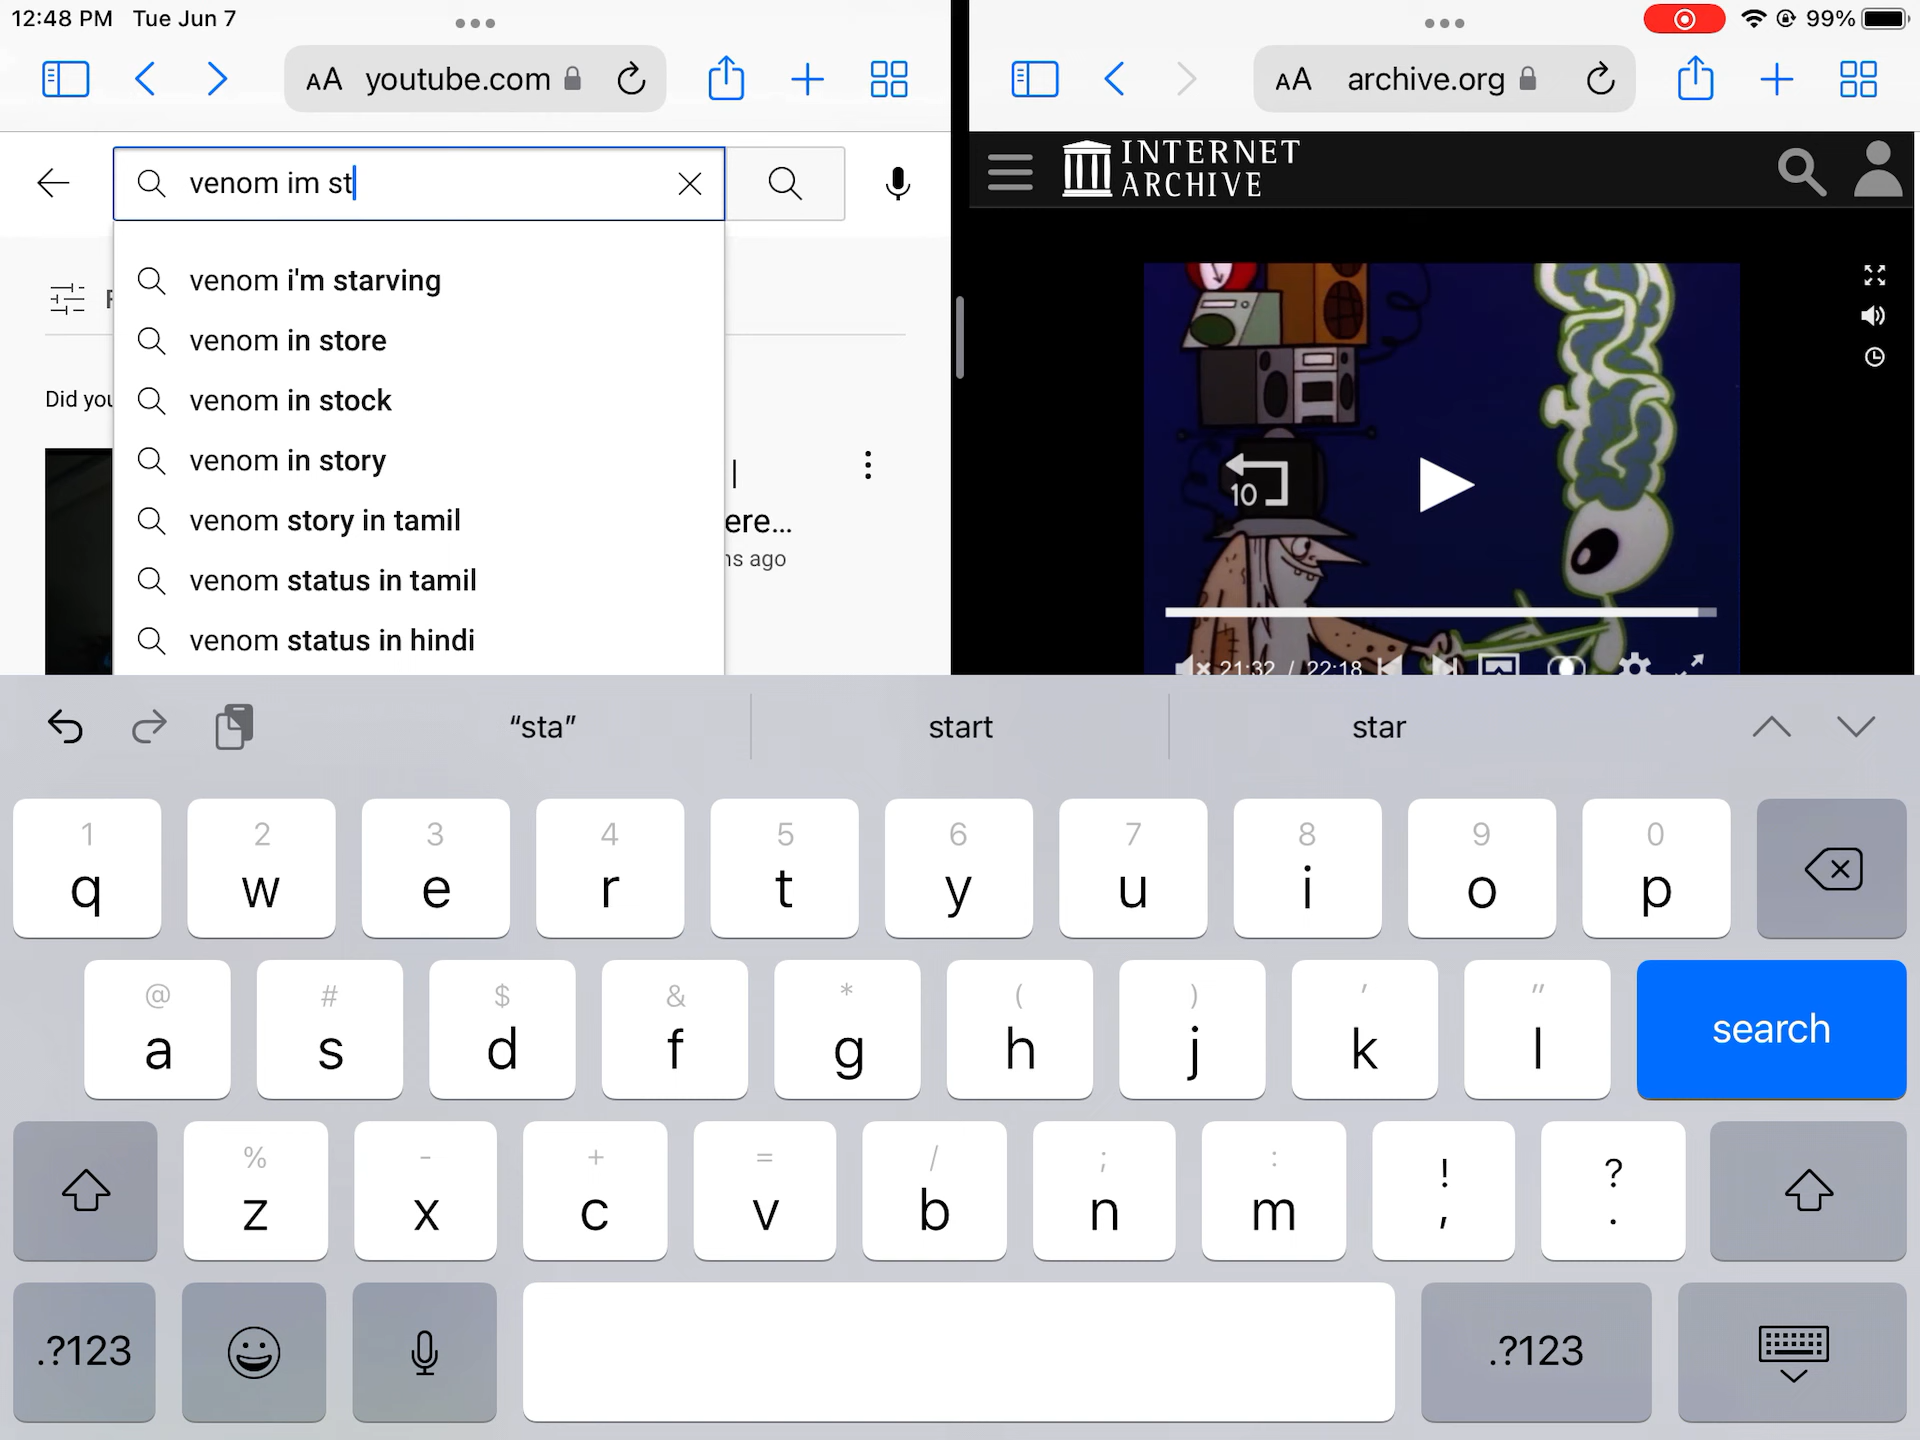 12:48 PM Tue Jun 7
99%
AA youtube.com
AA archive.org
venom im st
INTERNET
ARCHIVE
venom i'm starving
venom in store
Did you
venom in stock
venom in story
|
venom story in tamil
ere...
ns ago
venom status in tamil
venom status in hindi
10
21:32 / 22:18
“sta” start star
1 2 3 4 5 6 7 8 9 0
q w e r t y u i o p
@ # $ & * ( ) ' "
a s d f g h j k l search
% - + = / ; : ! ?
z x c v b n m , .
.?123 .?123